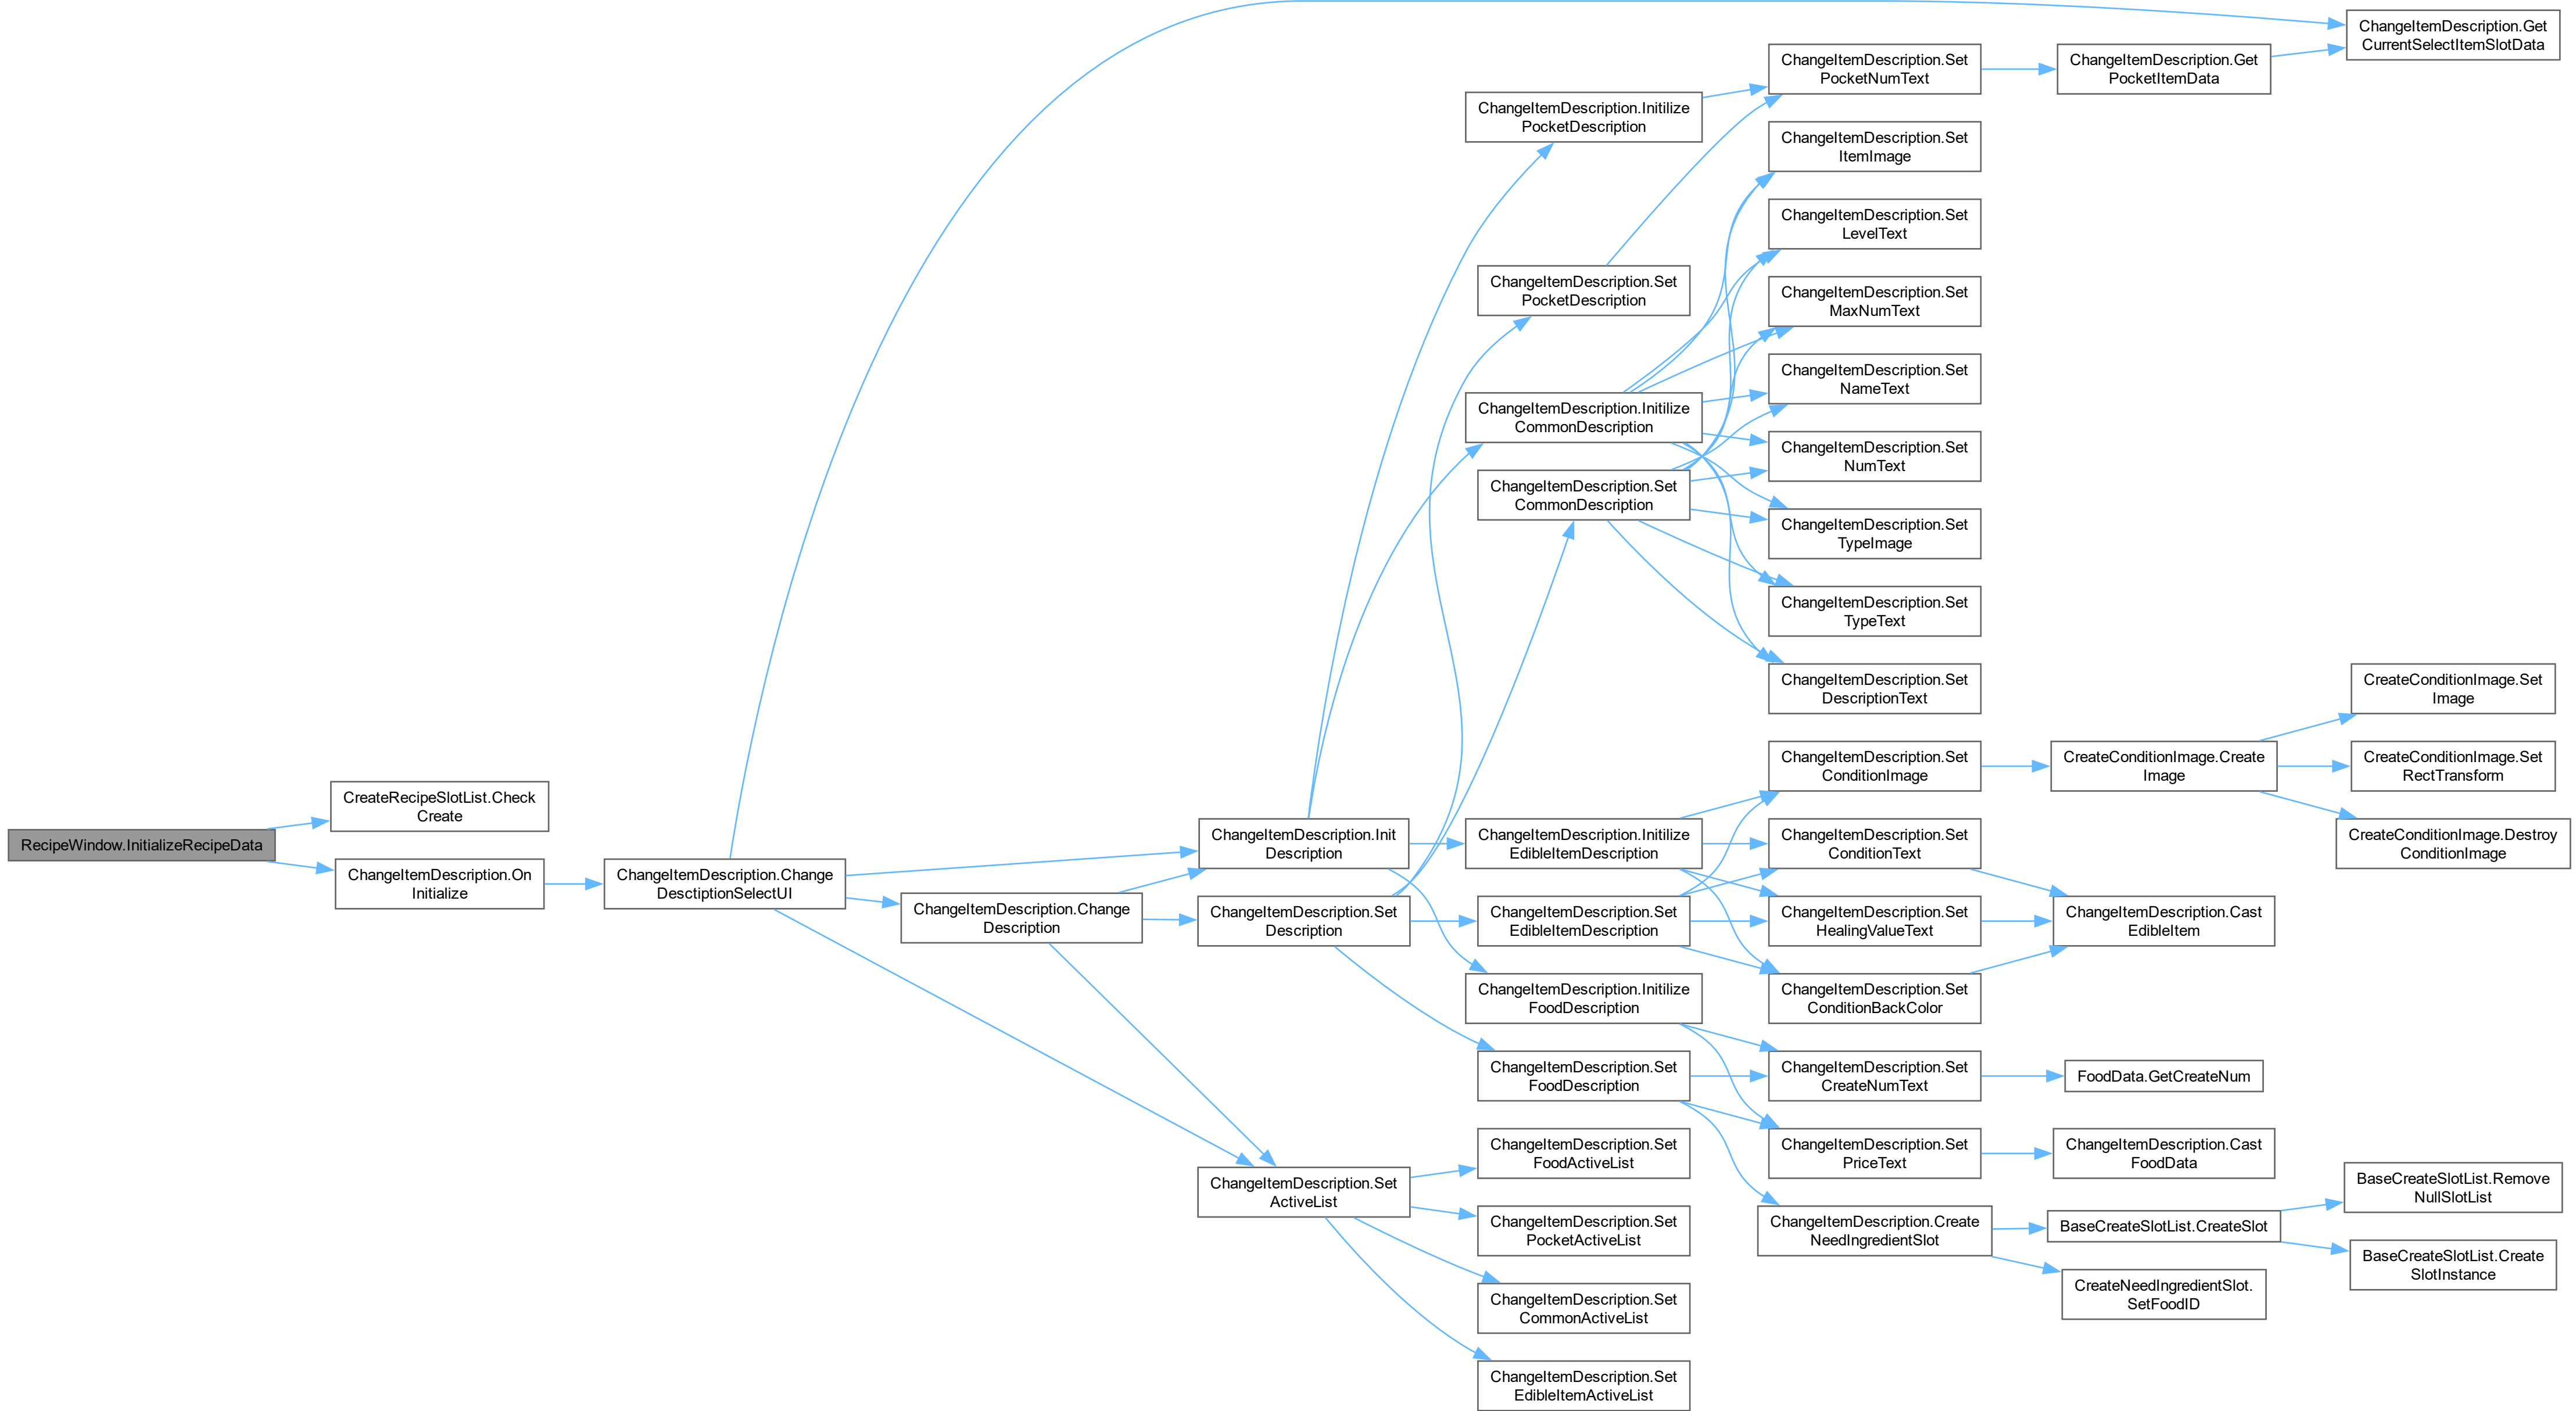 RecipeWindow.InitializeRecipeData
CreateRecipeSlotList.Check
Create
ChangeItemDescription.On
Initialize
ChangeItemDescription.Change
DesctiptionSelectUI
ChangeItemDescription.Change
Description
ChangeItemDescription.Init
Description
ChangeItemDescription.Set
Description
ChangeItemDescription.Set
ActiveList
ChangeItemDescription.Initilize
PocketDescription
ChangeItemDescription.Set
PocketDescription
ChangeItemDescription.Initilize
CommonDescription
ChangeItemDescription.Set
CommonDescription
ChangeItemDescription.Initilize
EdibleItemDescription
ChangeItemDescription.Set
EdibleItemDescription
ChangeItemDescription.Initilize
FoodDescription
ChangeItemDescription.Set
FoodDescription
ChangeItemDescription.Set
FoodActiveList
ChangeItemDescription.Set
PocketActiveList
ChangeItemDescription.Set
CommonActiveList
ChangeItemDescription.Set
EdibleItemActiveList
ChangeItemDescription.Set
PocketNumText
ChangeItemDescription.Set
ItemImage
ChangeItemDescription.Set
LevelText
ChangeItemDescription.Set
MaxNumText
ChangeItemDescription.Set
NameText
ChangeItemDescription.Set
NumText
ChangeItemDescription.Set
TypeImage
ChangeItemDescription.Set
TypeText
ChangeItemDescription.Set
DescriptionText
ChangeItemDescription.Set
ConditionImage
ChangeItemDescription.Set
ConditionText
ChangeItemDescription.Set
HealingValueText
ChangeItemDescription.Set
ConditionBackColor
ChangeItemDescription.Set
CreateNumText
ChangeItemDescription.Set
PriceText
ChangeItemDescription.Create
NeedIngredientSlot
ChangeItemDescription.Get
PocketItemData
CreateConditionImage.Create
Image
ChangeItemDescription.Cast
EdibleItem
FoodData.GetCreateNum
ChangeItemDescription.Cast
FoodData
BaseCreateSlotList.CreateSlot
CreateNeedIngredientSlot.
SetFoodID
ChangeItemDescription.Get
CurrentSelectItemSlotData
CreateConditionImage.Set
Image
CreateConditionImage.Set
RectTransform
CreateConditionImage.Destroy
ConditionImage
BaseCreateSlotList.Remove
NullSlotList
BaseCreateSlotList.Create
SlotInstance